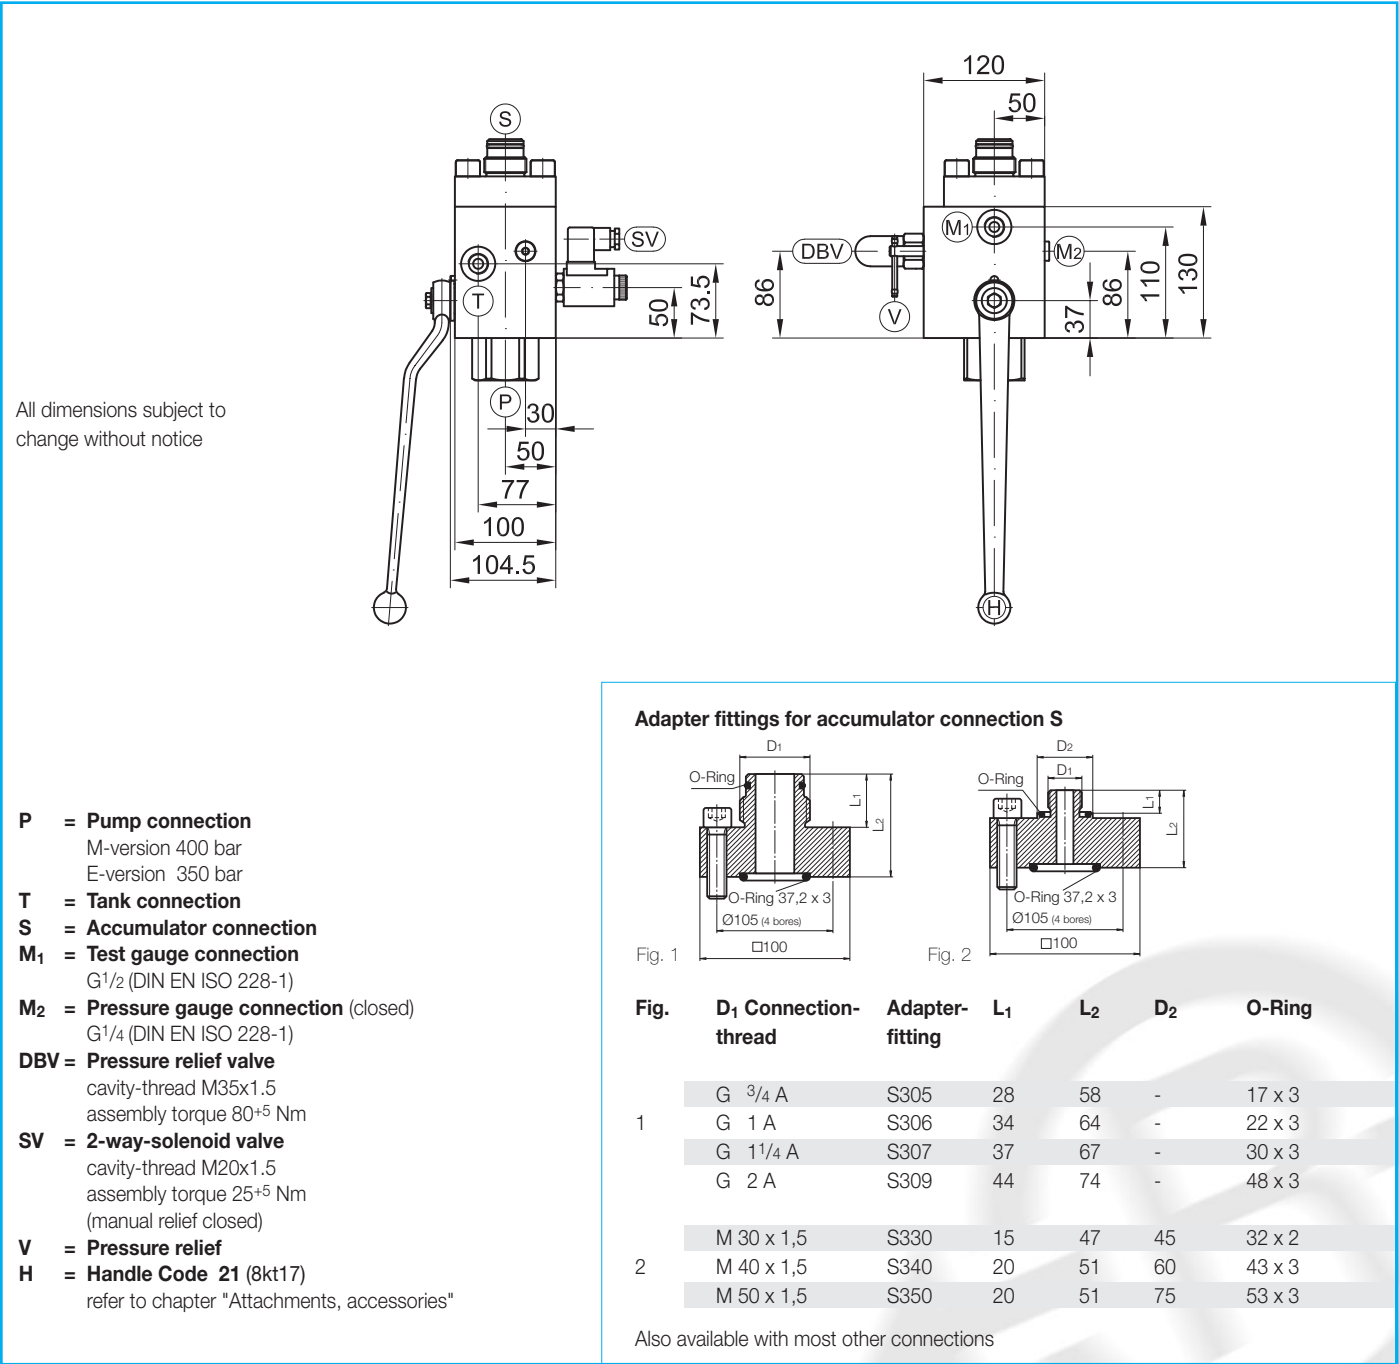 120
50
S
M1
SV
DBV
M2
T
86
V
73.5
50
86
110
130
37
P
30
50
77
100
104.5
H
All dimensions subject to
change without notice
P = Pump connection
M-version 400 bar
E-version 350 bar
T = Tank connection
S = Accumulator connection
M1 = Test gauge connection
G1/2 (DIN EN ISO 228-1)
M2 = Pressure gauge connection (closed)
G1/4 (DIN EN ISO 228-1)
DBV = Pressure relief valve
cavity-thread M35x1.5
assembly torque 80+5 Nm
SV = 2-way-solenoid valve
cavity-thread M20x1.5
assembly torque 25+5 Nm
(manual relief closed)
V = Pressure relief
H = Handle Code 21 (8kt17)
refer to chapter "Attachments, accessories"
Adapter fittings for accumulator connection S
D1
O-Ring
L1
L2
O-Ring 37,2 x 3
Ø105 (4 bores)
□100
Fig. 1
D2
D1
O-Ring
L1
L2
O-Ring 37,2 x 3
Ø105 (4 bores)
□100
Fig. 2
Fig. D1 Connection- Adapter- L1 L2 D2 O-Ring
thread fitting
G 3/4 A S305 28 58 - 17 x 3
1 G 1 A S306 34 64 - 22 x 3
G 11/4 A S307 37 67 - 30 x 3
G 2 A S309 44 74 - 48 x 3
M 30 x 1,5 S330 15 47 45 32 x 2
2 M 40 x 1,5 S340 20 51 60 43 x 3
M 50 x 1,5 S350 20 51 75 53 x 3
Also available with most other connections